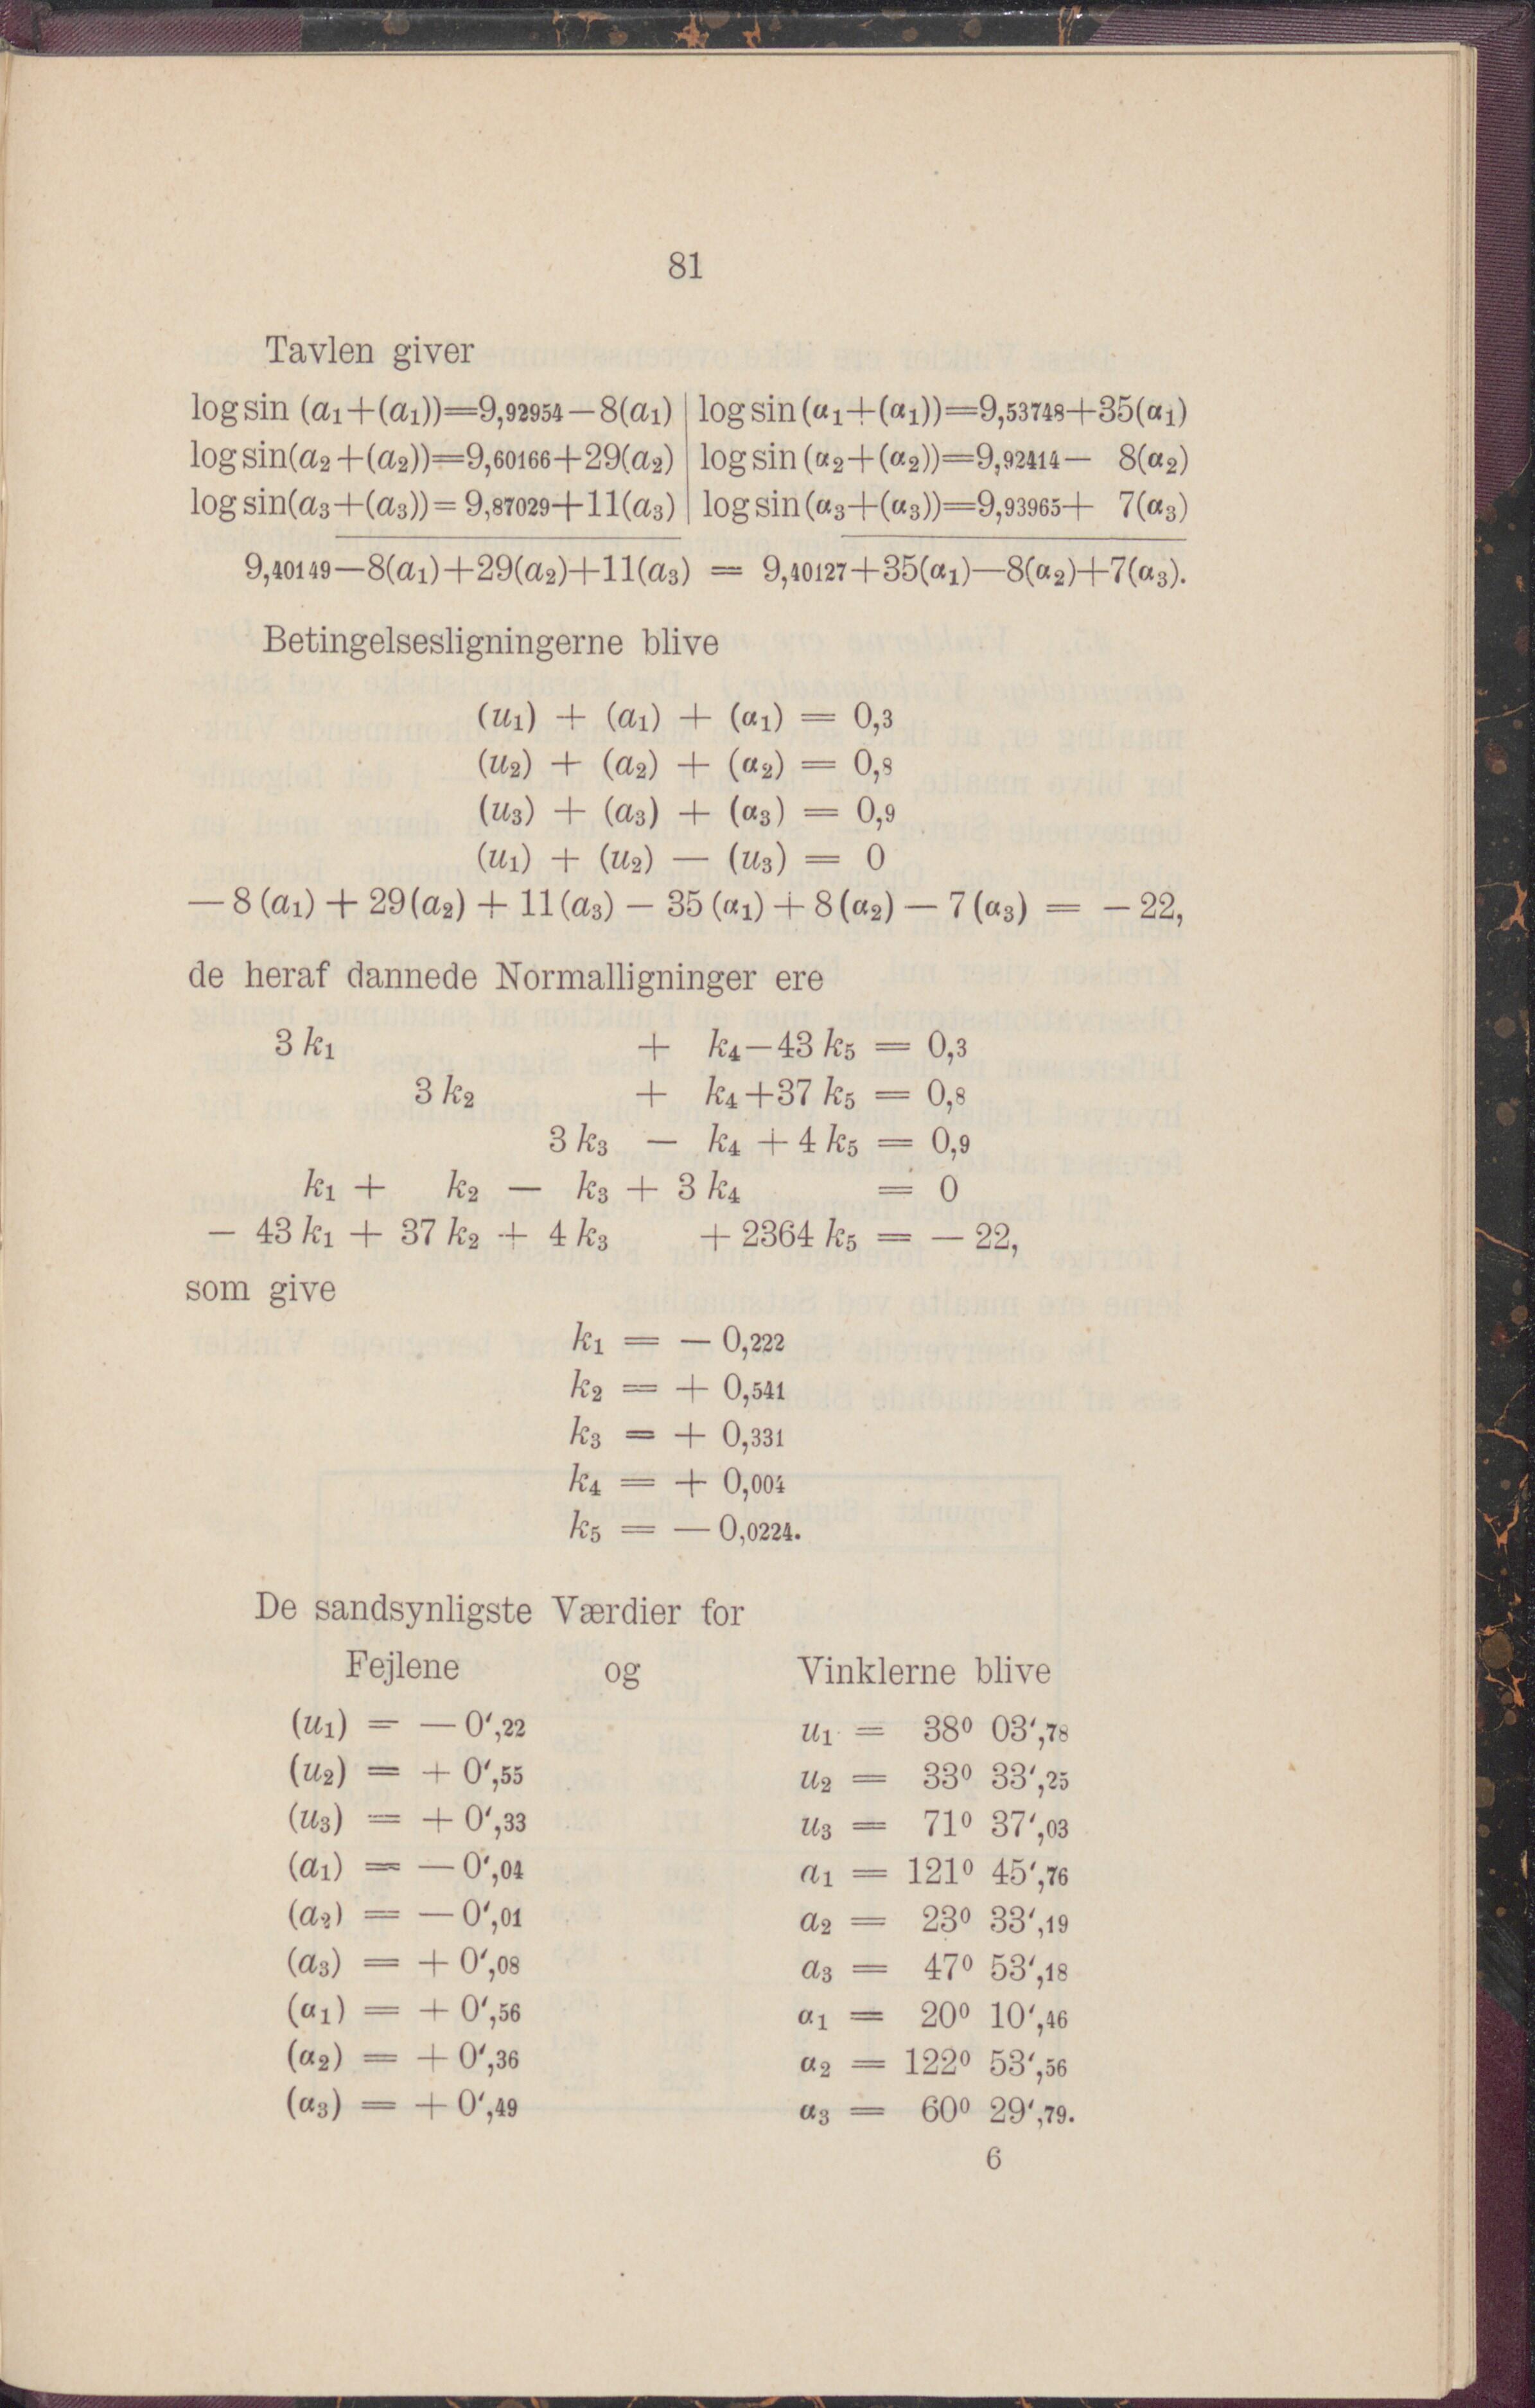 81
Tavlen giver
log sin (a₁+(a₁))=9,92954—8(a₁) | log sin (α₁+(α₁))=9,53748+35(α₁)
log sin(a₂+(a₂))=9,60166+29(a₂) | log sin (α₂+(α₂))=9,92414— 8(α₂)
log sin(a₃+(a₃))= 9,87029+11(a₃) | log sin (α₃+(α₃))=9,93965+ 7(α₃)
9,40149—8(a₁)+29(a₂)+11(a₃) = 9,40127+35(α₁)—8(α₂)+7(α₃).
Betingelsesligningerne blive
(u₁) + (a₁) + (α₁) = 0,3
(u₂) + (a₂) + (α₂) = 0,8
(u₃) + (a₃) + (α₃) = 0,9
(u₁) + (u₂) — (u₃) = 0
— 8 (a₁) + 29 (a₂) + 11 (a₃) — 35 (α₁) + 8 (α₂) — 7 (α₃) = — 22,
de heraf dannede Normalligninger ere
3 k₁ + k₄—43 k₅ = 0,3
3 k₂ + k₄+37 k₅ = 0,8
3 k₃ — k₄ + 4 k₅ = 0,9
k₁ + k₂ — k₃ + 3 k₄ = 0
— 43 k₁ + 37 k₂ + 4 k₃ + 2364 k₅ = — 22,
som give
k₁ = — 0,222
k₂ = + 0,541
k₃ = + 0,331
k₄ = + 0,004
k₅ = — 0,0224.
De sandsynligste Værdier for
Fejlene og Vinklerne blive
(u₁) = — 0′,22 u₁ = 38⁰ 03′,78
(u₂) = + 0′,55 u₂ = 33⁰ 33′,25
(u₃) = + 0′,33 u₃ = 71⁰ 37′,03
(a₁) = — 0′,04 a₁ = 121⁰ 45′,76
(a₂) = — 0′,01 a₂ = 23⁰ 33′,19
(a₃) = + 0′,08 a₃ = 47⁰ 53′,18
(α₁) = + 0′,56 α₁ = 20⁰ 10′,46
(α₂) = + 0′,36 α₂ = 122⁰ 53′,56
(α₃) = + 0′,49 α₃ = 60⁰ 29′,79.
6